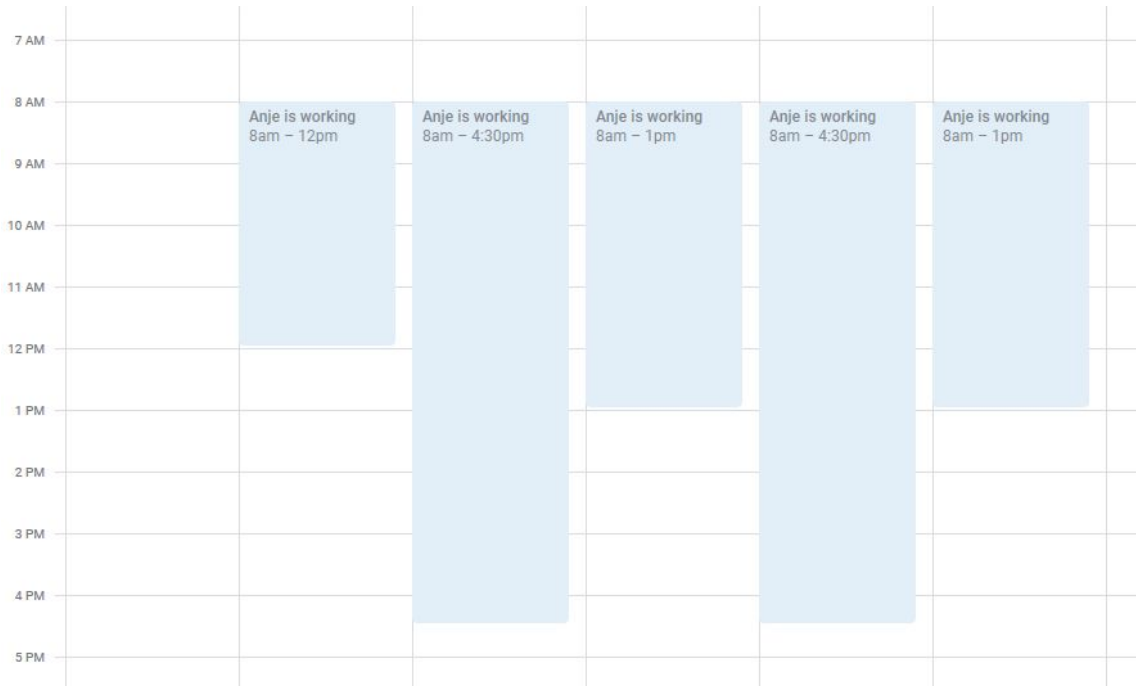 7 AM
8 AM
Anje is working
8am – 12pm
Anje is working
8am – 4:30pm
Anje is working
8am – 1pm
Anje is working
8am – 4:30pm
Anje is working
8am – 1pm
9 AM
10 AM
11 AM
12 PM
1 PM
2 PM
3 PM
4 PM
5 PM